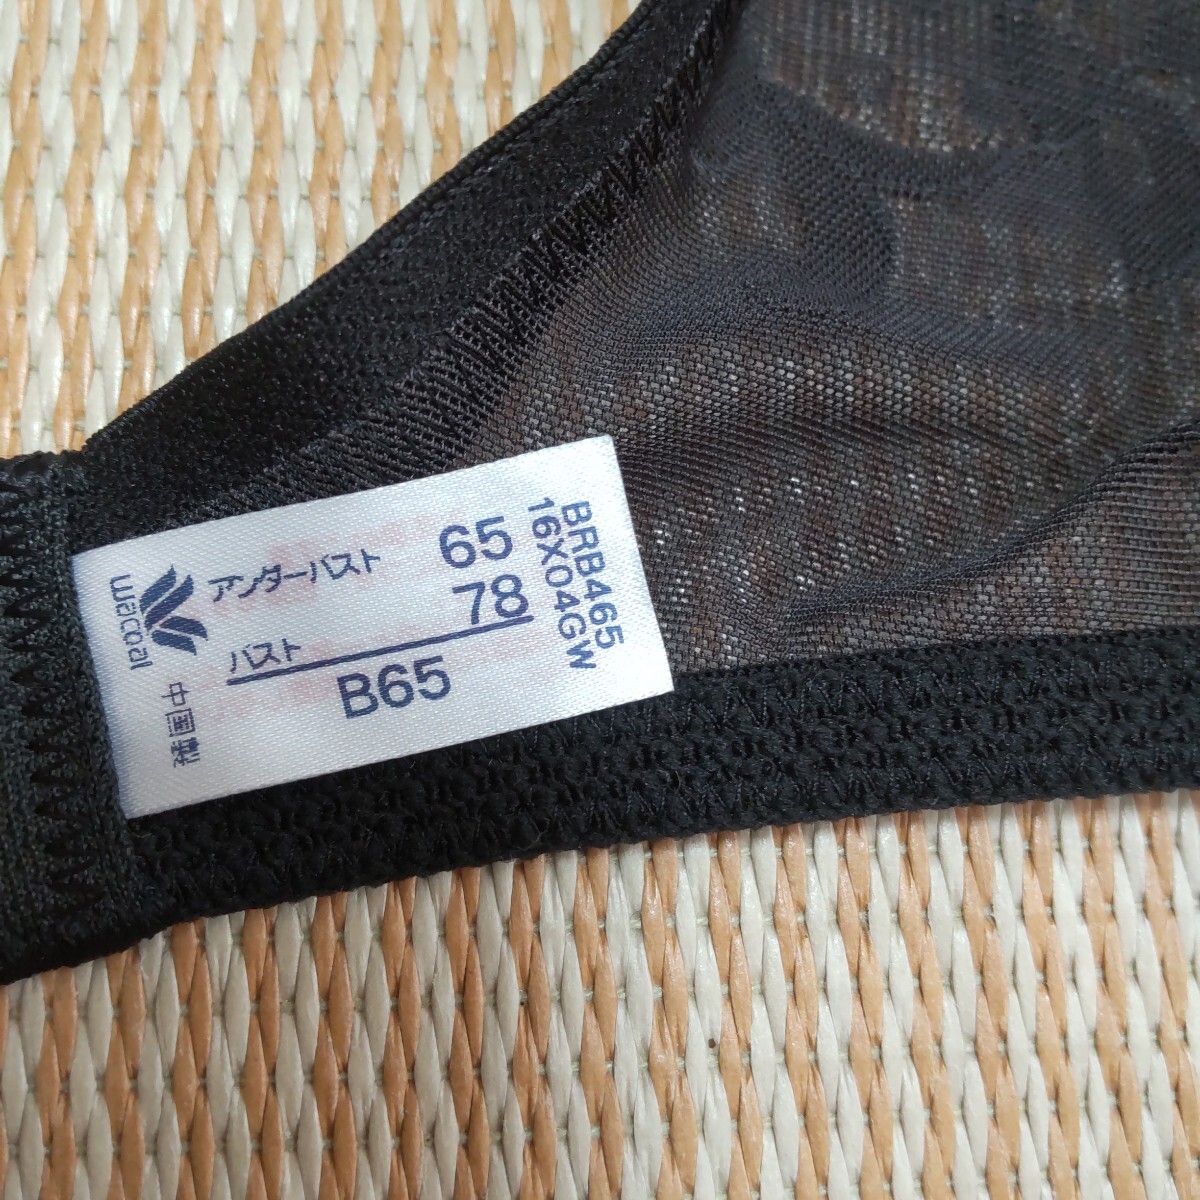 アンダーバスト 65
バスト 78
B65
BRB465
16X04GW
wacoal
中国製